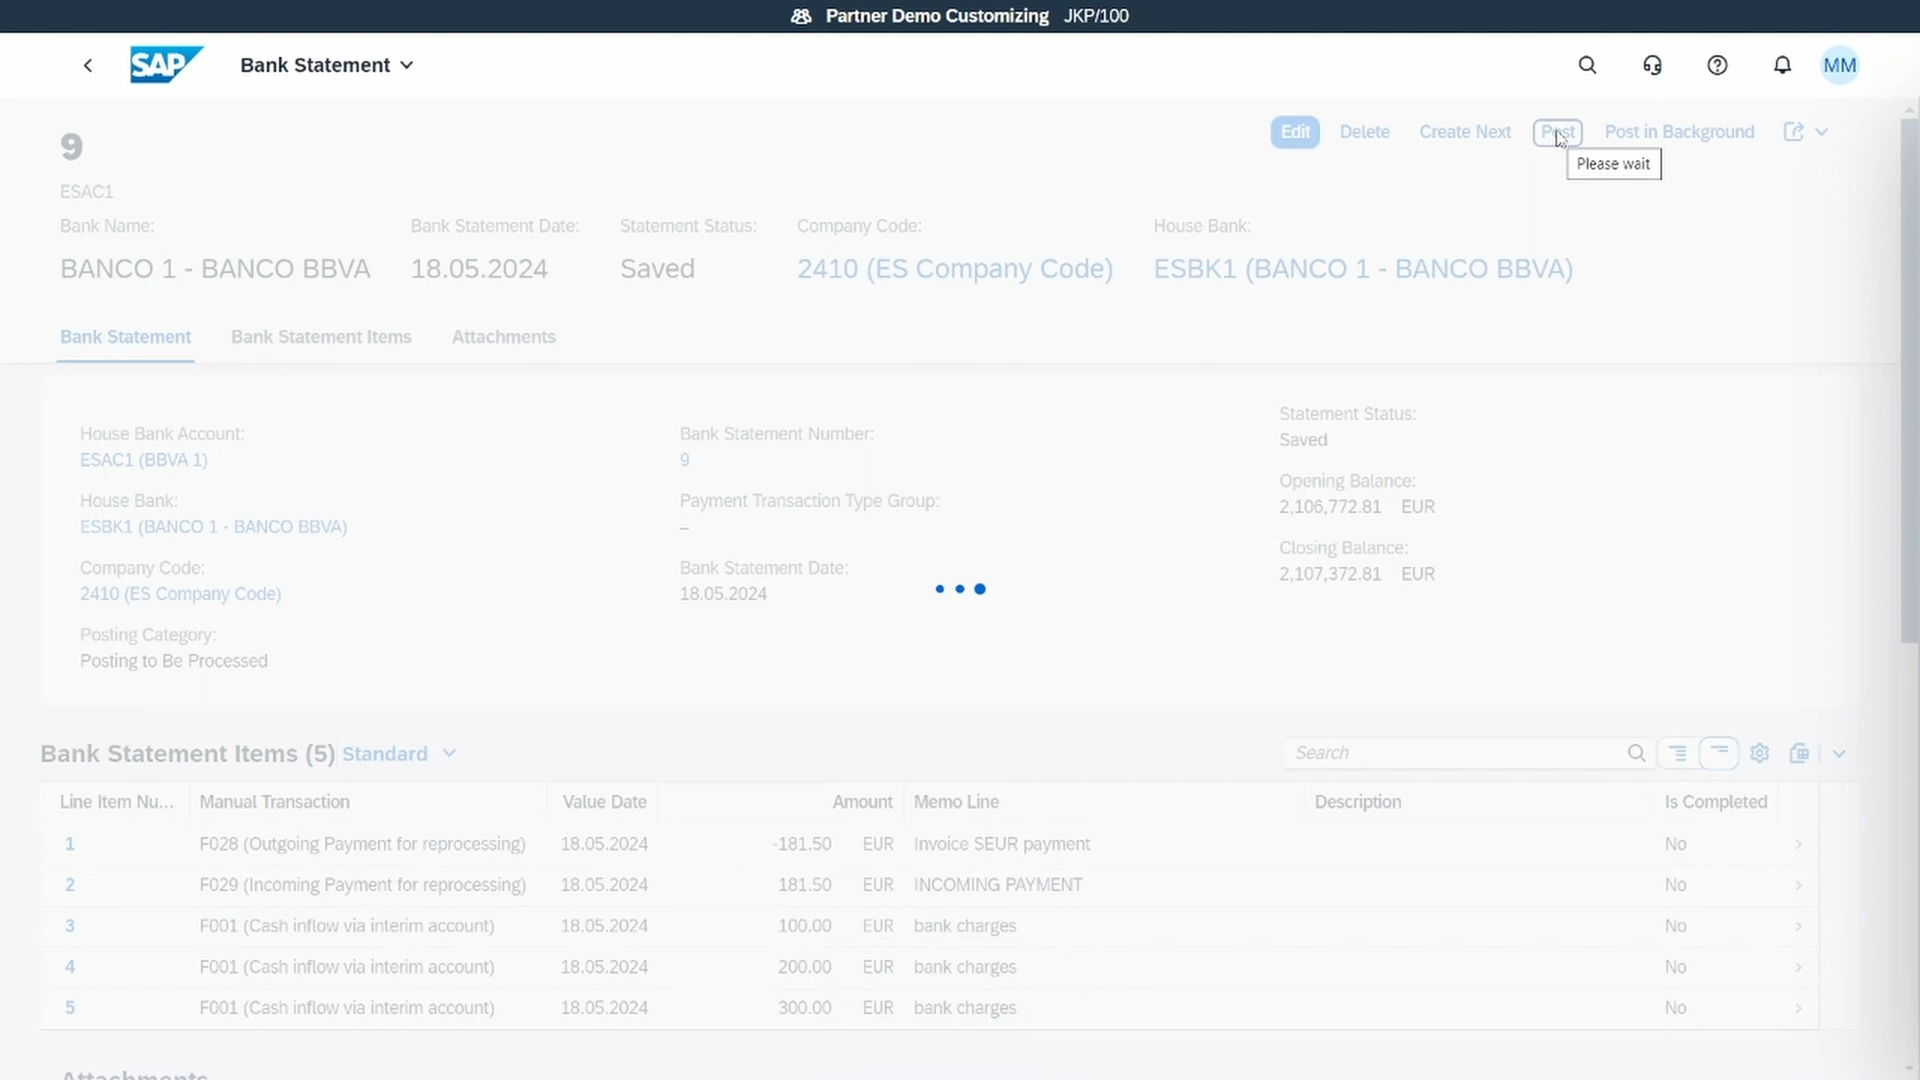 Partner Demo Customizing JKP/100
SAP Bank Statement MM
9
Edit Delete Create Next Post Post in Background
Please wait
ESAC1
Bank Name: Bank Statement Date: Statement Status: Company Code: House Bank:
BANCO 1 - BANCO BBVA 18.05.2024 Saved 2410 (ES Company Code) ESBK1 (BANCO 1 - BANCO BBVA)
Bank Statement Bank Statement Items Attachments
House Bank Account:
ESAC1 (BBVA 1)
House Bank:
ESBK1 (BANCO 1 - BANCO BBVA)
Company Code:
2410 (ES Company Code)
Posting Category:
Posting to Be Processed
Bank Statement Number:
9
Payment Transaction Type Group:
–
Bank Statement Date:
18.05.2024
Statement Status:
Saved
Opening Balance:
2,106,772.81 EUR
Closing Balance:
2,107,372.81 EUR
Bank Statement Items (5) Standard Search
Line Item Nu... Manual Transaction Value Date Amount Memo Line Description Is Completed
1 F028 (Outgoing Payment for reprocessing) 18.05.2024 -181.50 EUR Invoice SEUR payment No
2 F029 (Incoming Payment for reprocessing) 18.05.2024 181.50 EUR INCOMING PAYMENT No
3 F001 (Cash inflow via interim account) 18.05.2024 100.00 EUR bank charges No
4 F001 (Cash inflow via interim account) 18.05.2024 200.00 EUR bank charges No
5 F001 (Cash inflow via interim account) 18.05.2024 300.00 EUR bank charges No
Attachments